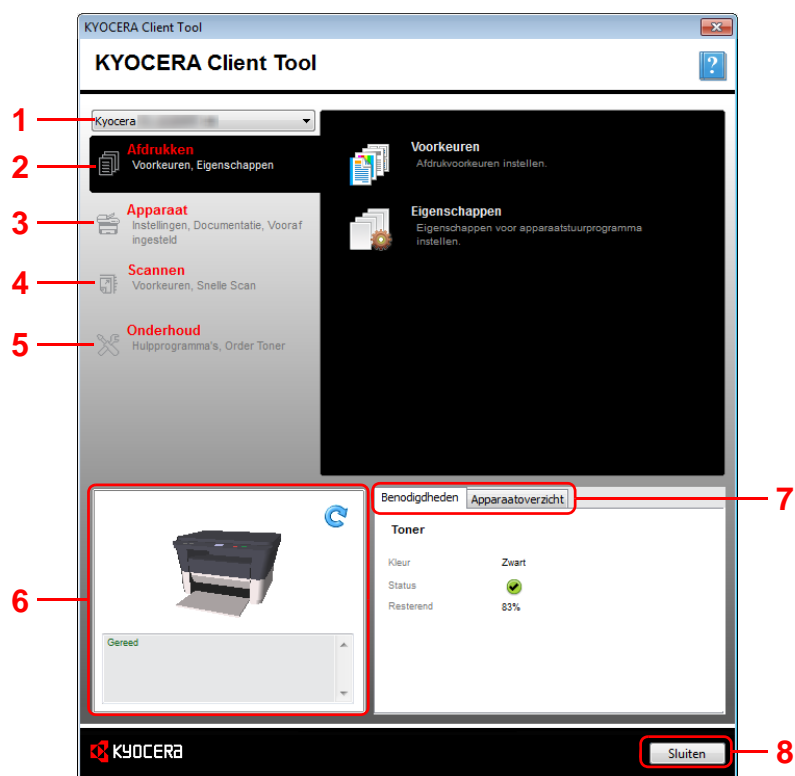 KYOCERA Client Tool
KYOCERA Client Tool
?
1
Kyocera
2
Afdrukken
Voorkeuren, Eigenschappen
3
Apparaat
Instellingen, Documentatie, Vooraf
ingesteld
4
Scannen
Voorkeuren, Snelle Scan
5
Onderhoud
Hulpprogramma's, Order Toner
Voorkeuren
Afdrukvoorkeuren instellen.
Eigenschappen
Eigenschappen voor apparaatstuurprogramma
instellen.
6
Gereed
Benodigdheden
Apparaatoverzicht
7
Toner
Kleur Zwart
Status
Resterend 83%
KYOCERA
Sluiten
8